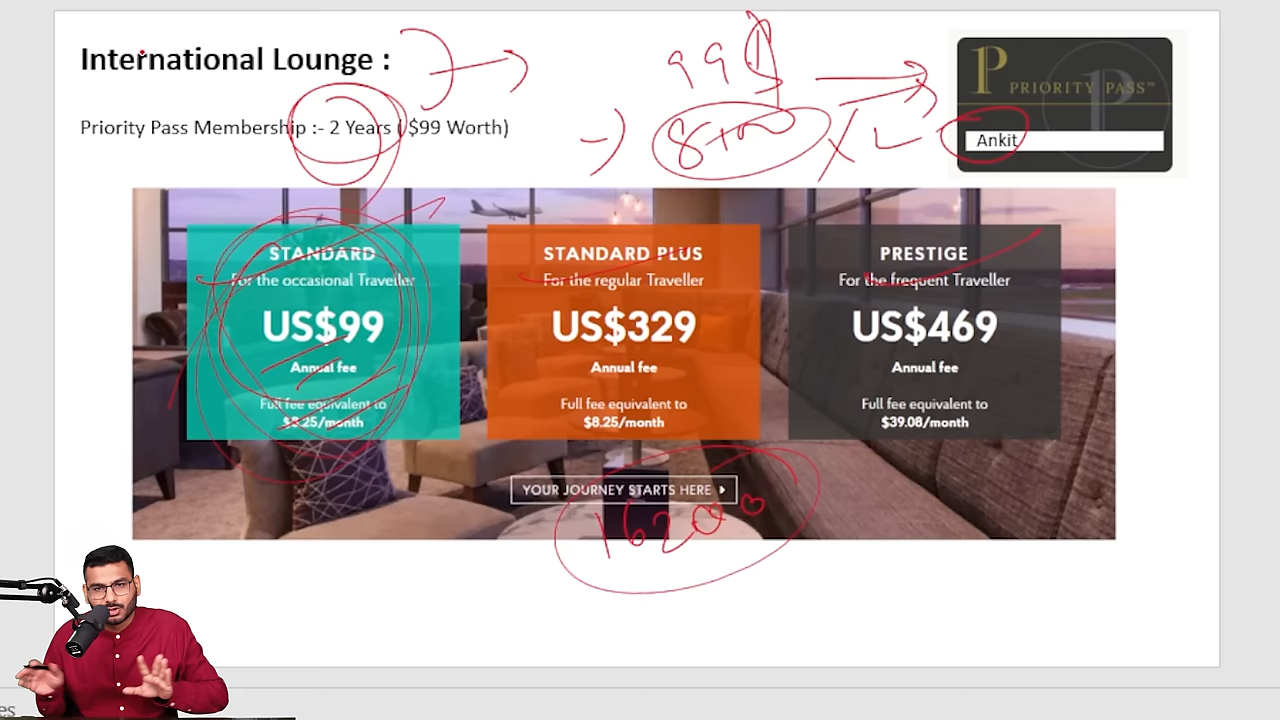 International Lounge :
Priority Pass Membership :- 2 Years ( $99 Worth)
99$
PRIORITY PASS™
Ankit
STANDARD
For the occasional Traveller
US$99
Annual fee
Full fee equivalent to
$8.25/month
STANDARD PLUS
For the regular Traveller
US$329
Annual fee
Full fee equivalent to
$8.25/month
PRESTIGE
For the frequent Traveller
US$469
Annual fee
Full fee equivalent to
$39.08/month
YOUR JOURNEY STARTS HERE
16200
es